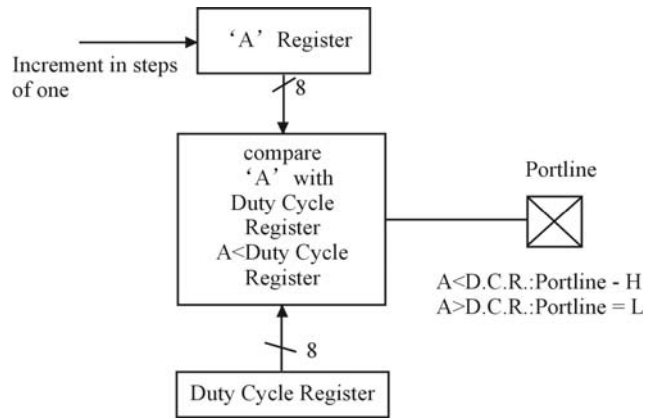 ‘A’ Register
Increment in steps
of one
8
compare
‘A’ with
Duty Cycle
Register
A<Duty Cycle
Register
Portline
A<D.C.R.:Portline - H
A>D.C.R.:Portline = L
8
Duty Cycle Register